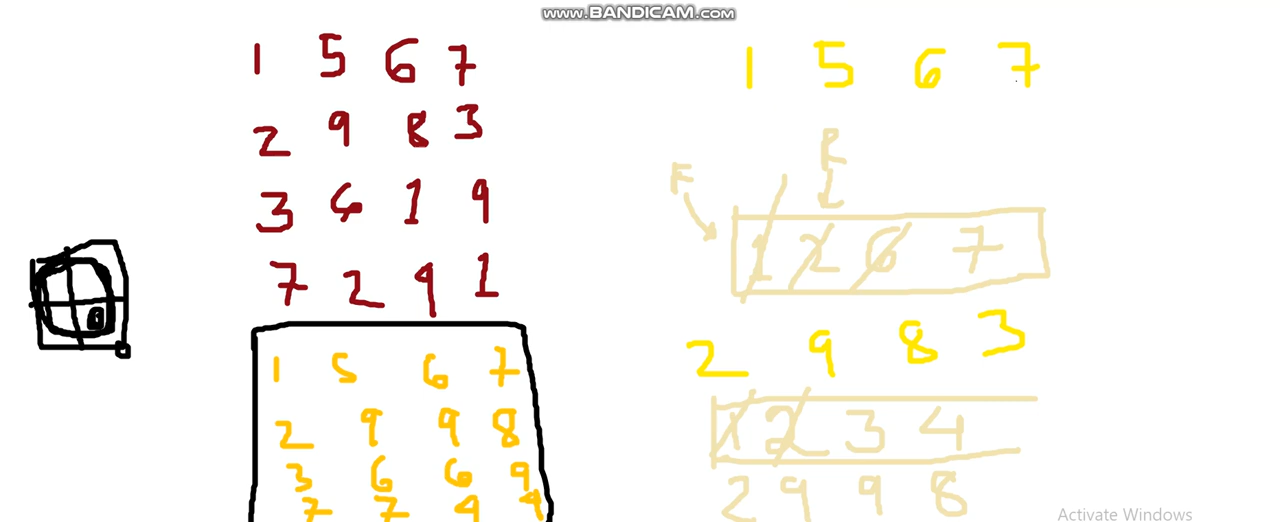 www.BANDICAM.com
1 5 6 7
2 9 8 3
3 6 1 9
7 2 9 1
1 5 6 7
2 9 9 8
3 6 6 9
7 7 9 9
1 5 6 7
R
F
1 2 6 7
2 9 8 3
1 2 3 4
2 9 9 8
Activate Windows